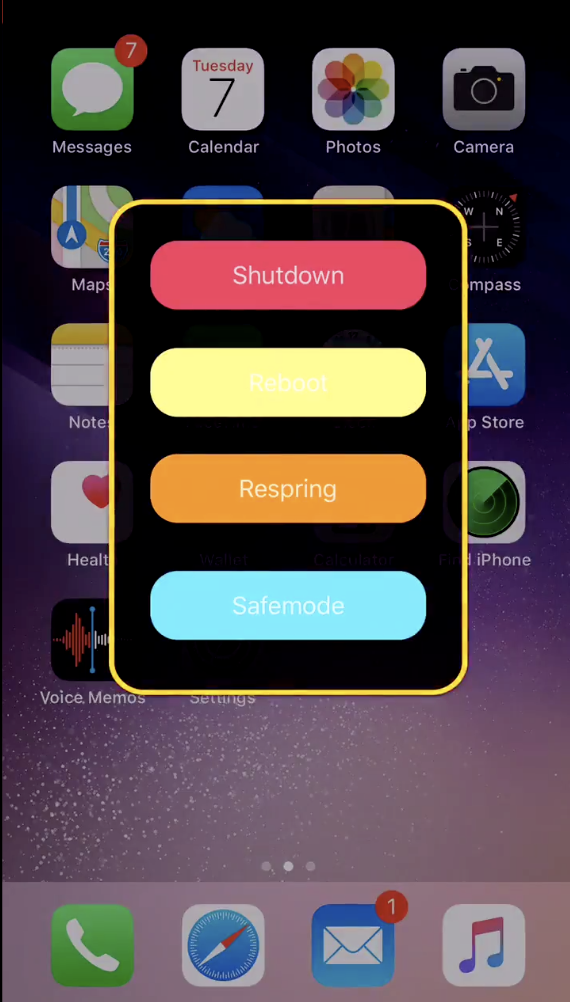 7
Tuesday
7
Messages
Calendar
Photos
Camera
W
N
S
E
Maps
Compass
Shutdown
Reboot
Notes
App Store
Respring
Health
Wallet
Calculator
Find iPhone
Safemode
Voice Memos
Settings
1